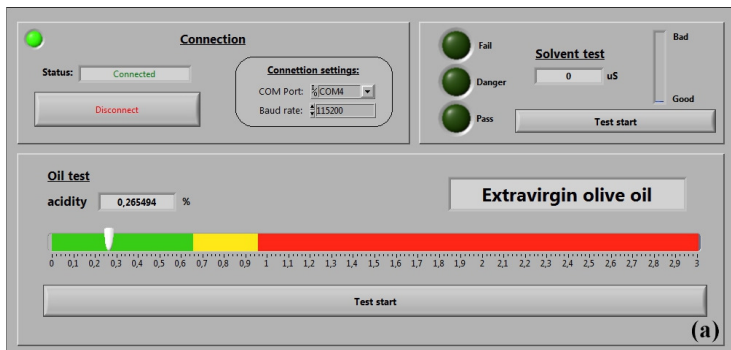 Connection
Status: Connected
Disconnect
Connettion settings:
COM Port: COM4
Baud rate: 115200
Fail
Danger
Pass
Solvent test
0 uS
Bad
Good
Test start
Oil test
acidity 0,265494 %
Extravirgin olive oil
0 0,1 0,2 0,3 0,4 0,5 0,6 0,7 0,8 0,9 1 1,1 1,2 1,3 1,4 1,5 1,6 1,7 1,8 1,9 2 2,1 2,2 2,3 2,4 2,5 2,6 2,7 2,8 2,9 3
Test start
(a)